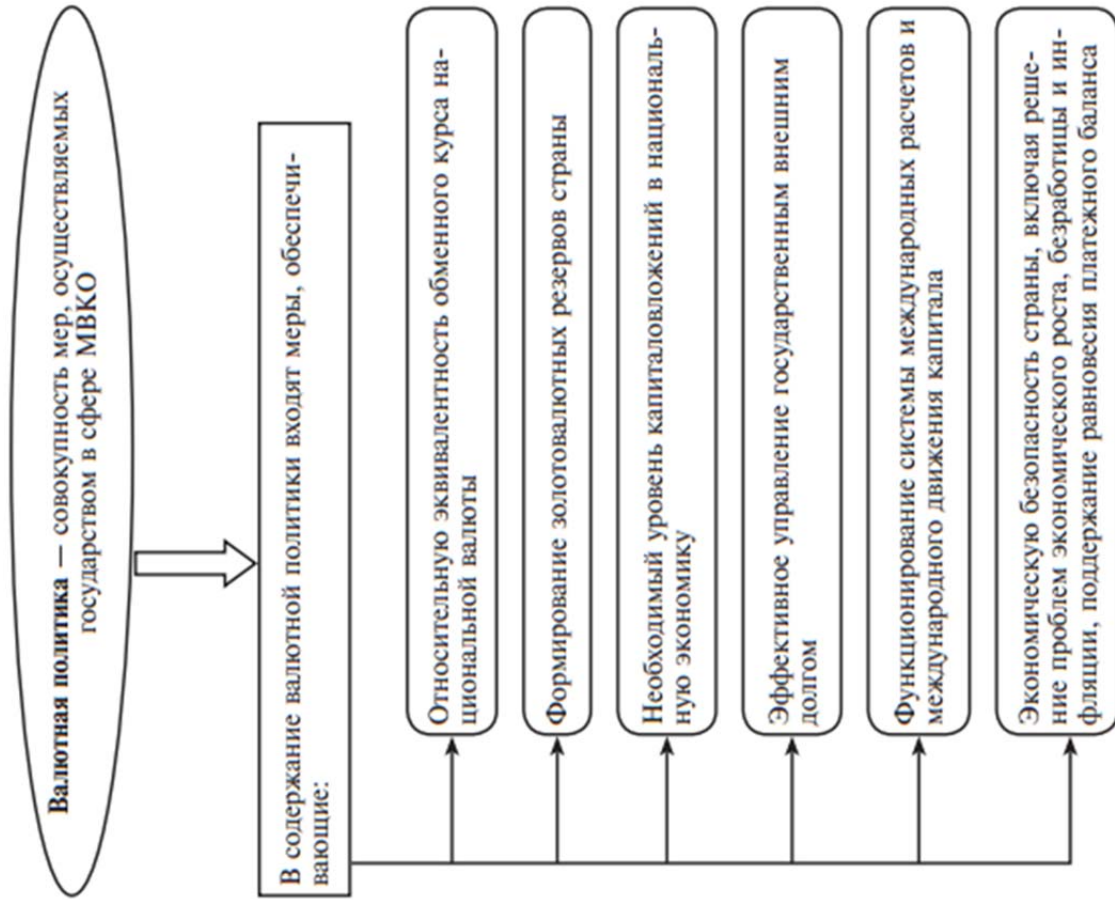 Валютная политика — совокупность мер, осуществляемых
государством в сфере МВКО
В содержание валютной политики входят меры, обеспечи-
вающие:
Относительную эквивалентность обменного курса на-
циональной валюты
Формирование золотовалютных резервов страны
Необходимый уровень капиталовложений в националь-
ную экономику
Эффективное управление государственным внешним
долгом
Функционирование системы международных расчетов и
международного движения капитала
Экономическую безопасность страны, включая реше-
ние проблем экономического роста, безработицы и ин-
фляции, поддержание равновесия платежного баланса